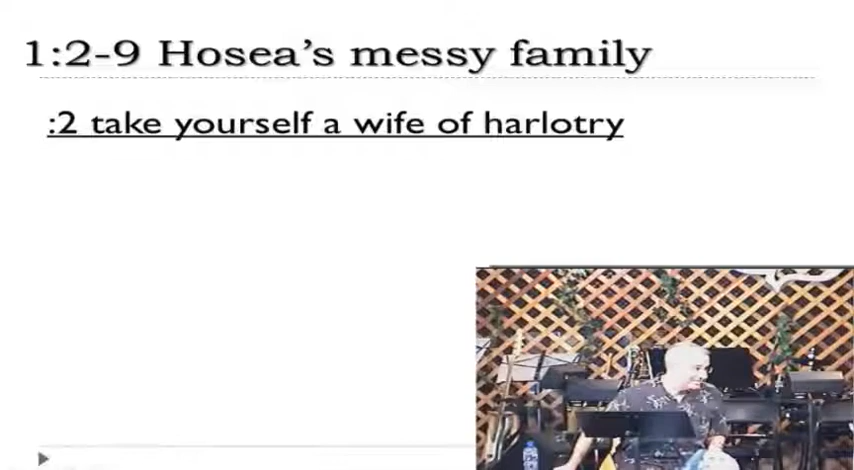 1:2-9 Hosea's messy family
:2 take yourself a wife of harlotry